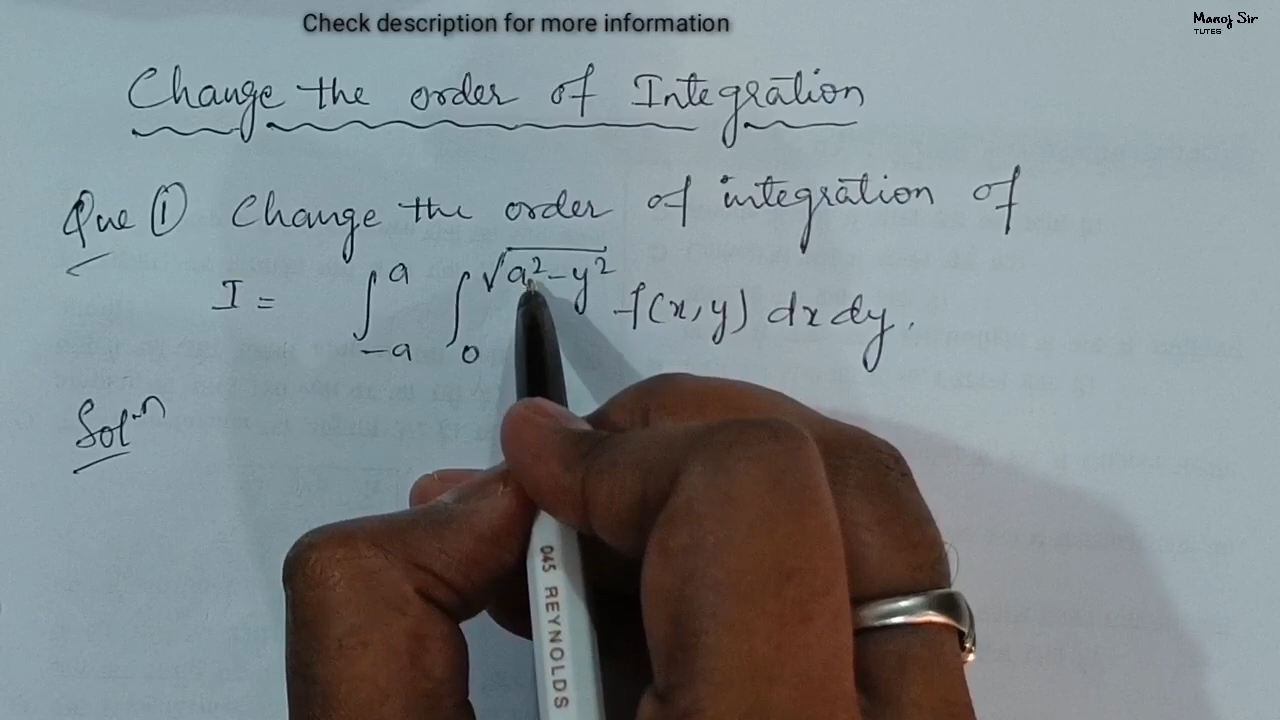 Check description for more information
Manoj Sir
TUTES
Change the order of Integration
Que ① Change the order of integration of
I = ∫_{-a}^{a} ∫_{0}^{√(a²-y²)} f(x,y) dx dy.
Solⁿ
045 REYNOLDS